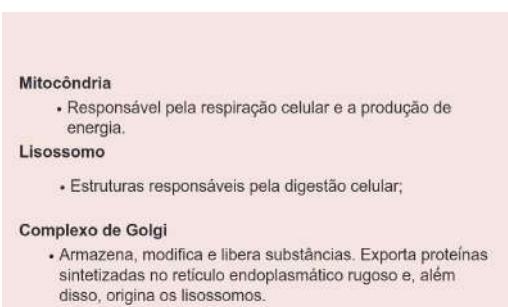 Mitocôndria
• Responsável pela respiração celular e a produção de
energia.
Lisossomo
• Estruturas responsáveis pela digestão celular;
Complexo de Golgi
• Armazena, modifica e libera substâncias. Exporta proteínas
sintetizadas no retículo endoplasmático rugoso e, além
disso, origina os lisossomos.